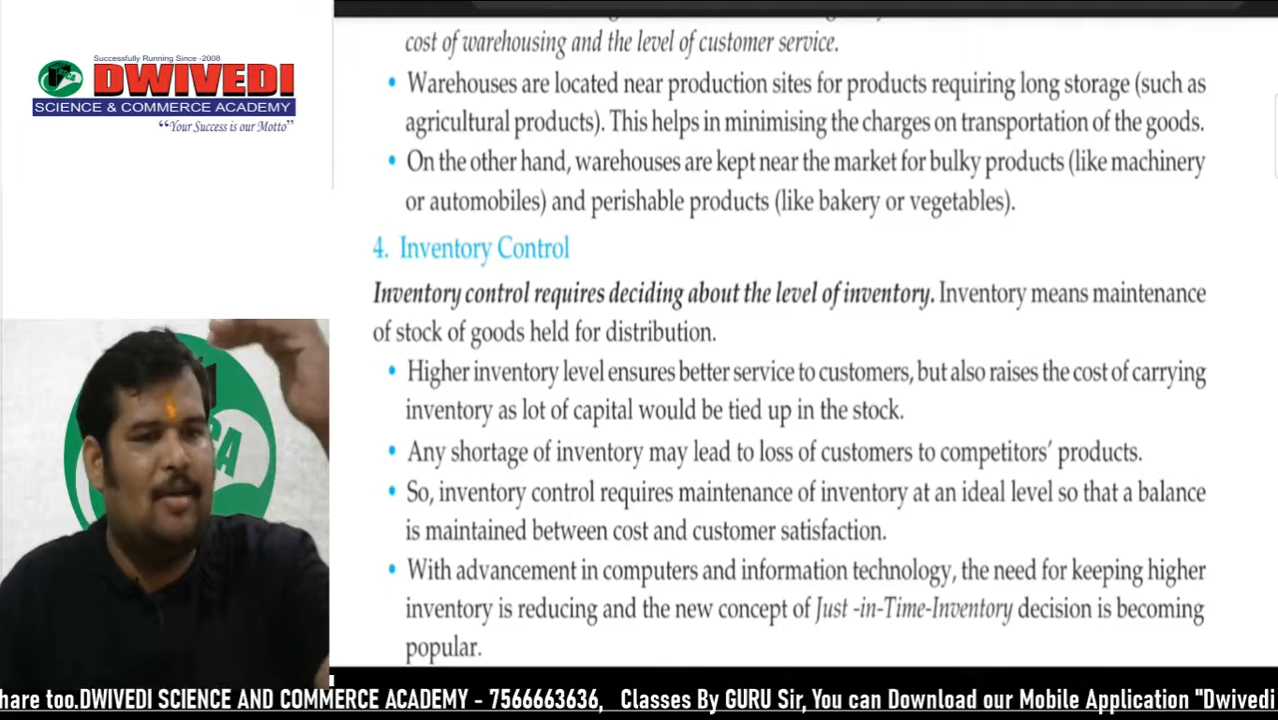 Successfully Running Since -2008
DWIVEDI
SCIENCE & COMMERCE ACADEMY
“Your Success is our Motto”
cost of warehousing and the level of customer service.
• Warehouses are located near production sites for products requiring long storage (such as
agricultural products). This helps in minimising the charges on transportation of the goods.
• On the other hand, warehouses are kept near the market for bulky products (like machinery
or automobiles) and perishable products (like bakery or vegetables).
4. Inventory Control
Inventory control requires deciding about the level of inventory. Inventory means maintenance
of stock of goods held for distribution.
• Higher inventory level ensures better service to customers, but also raises the cost of carrying
inventory as lot of capital would be tied up in the stock.
• Any shortage of inventory may lead to loss of customers to competitors’ products.
• So, inventory control requires maintenance of inventory at an ideal level so that a balance
is maintained between cost and customer satisfaction.
• With advancement in computers and information technology, the need for keeping higher
inventory is reducing and the new concept of Just -in-Time-Inventory decision is becoming
popular.
CA
hare too.DWIVEDI SCIENCE AND COMMERCE ACADEMY - 7566663636, Classes By GURU Sir, You can Download our Mobile Application "Dwivedi